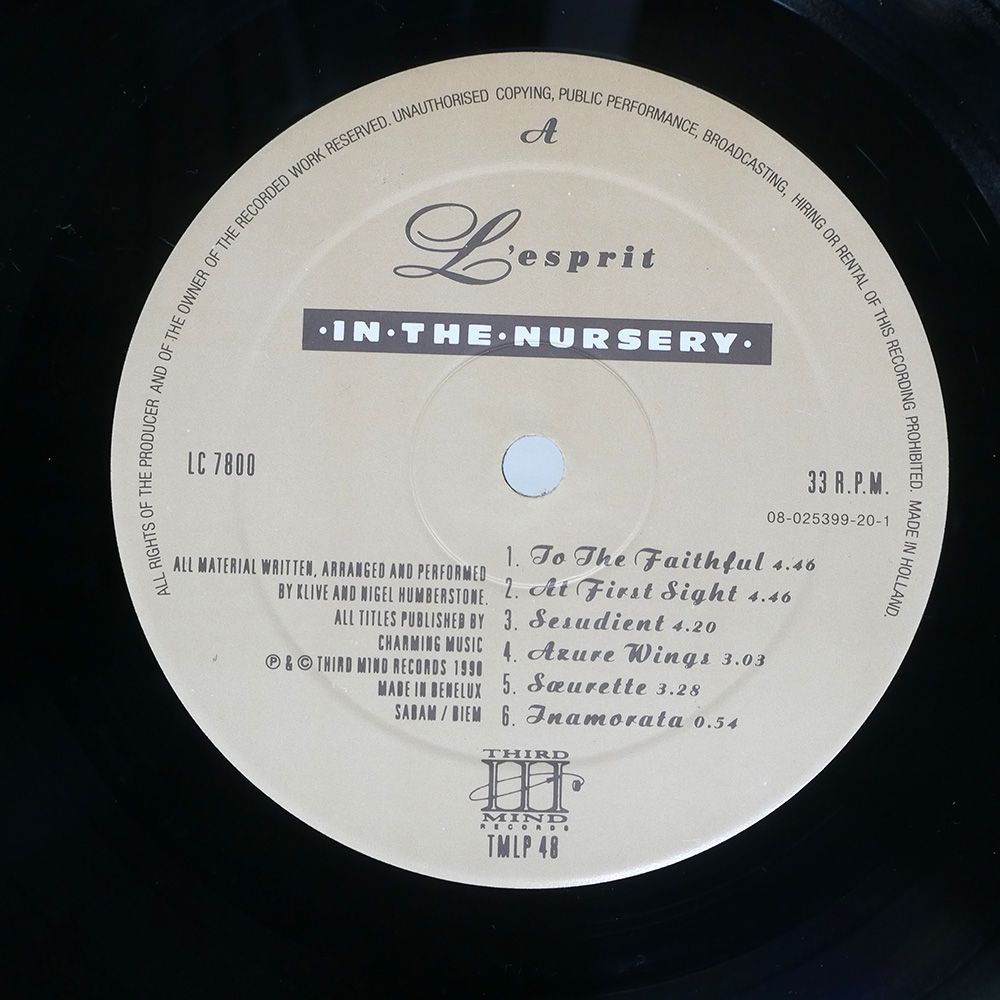 ALL RIGHTS OF THE PRODUCER AND OF THE OWNER OF THE RECORDED WORK RESERVED. UNAUTHORISED COPYING, PUBLIC PERFORMANCE, BROADCASTING, HIRING OR RENTAL OF THIS RECORDING PROHIBITED. MADE IN HOLLAND.
A
L'esprit
·IN·THE·NURSERY·
LC 7800
33 R.P.M.
08-025399-20-1
ALL MATERIAL WRITTEN, ARRANGED AND PERFORMED
BY KLIVE AND NIGEL HUMBERSTONE.
ALL TITLES PUBLISHED BY
CHARMING MUSIC
℗ & © THIRD MIND RECORDS 1990
MADE IN BENELUX
SABAM / BIEM
1. To The Faithful 4.46
2. At First Sight 4.46
3. Sesudient 4.20
4. Azure Wings 3.03
5. Sœurette 3.28
6. Inamorata 0.54
THIRD
III
MIND
RECORDS
TMLP 48